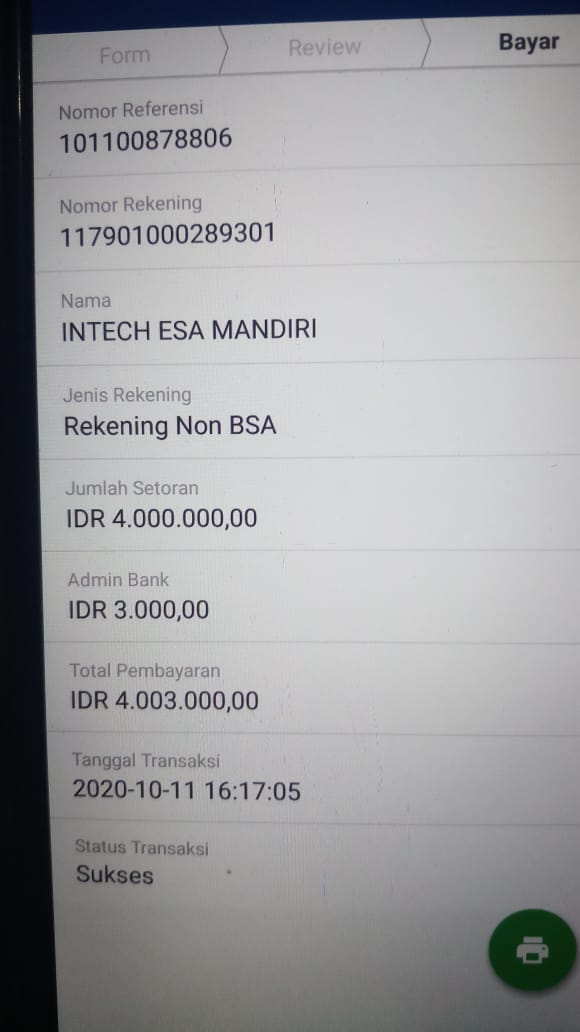 Form
Review
Bayar
Nomor Referensi
101100878806
Nomor Rekening
117901000289301
Nama
INTECH ESA MANDIRI
Jenis Rekening
Rekening Non BSA
Jumlah Setoran
IDR 4.000.000,00
Admin Bank
IDR 3.000,00
Total Pembayaran
IDR 4.003.000,00
Tanggal Transaksi
2020-10-11 16:17:05
Status Transaksi
Sukses